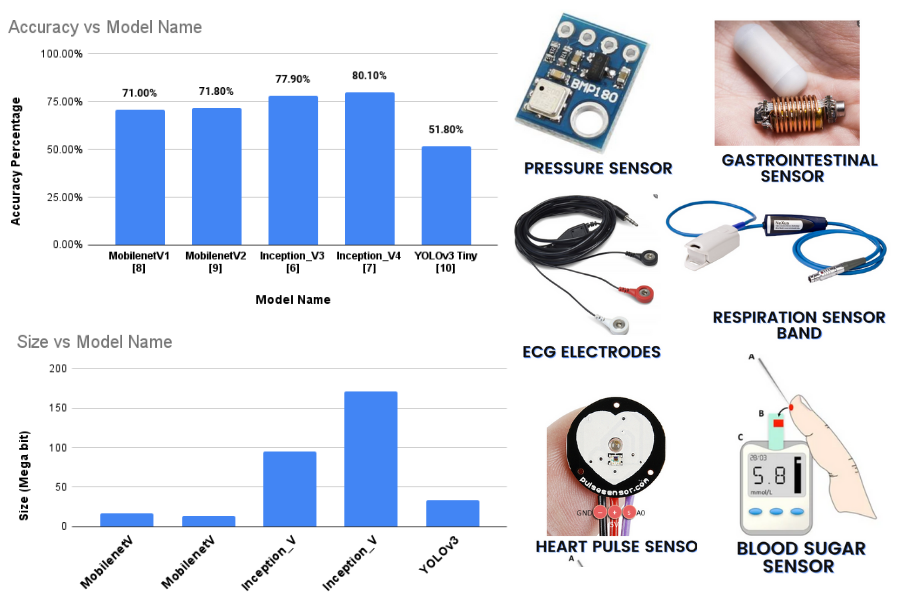 Accuracy vs Model Name
100.00%
75.00%
50.00%
25.00%
0.00%
Accuracy Percentage
71.00%
71.80%
77.90%
80.10%
51.80%
MobilenetV1
[8]
MobilenetV2
[9]
Inception_V3
[6]
Inception_V4
[7]
YOLOv3 Tiny
[10]
Model Name
Size vs Model Name
200
150
100
50
0
Size (Mega bit)
MobilenetV
MobilenetV
Inception_V
Inception_V
YOLOv3
BMP180
PRESSURE SENSOR
GASTROINTESTINAL
SENSOR
ECG ELECTRODES
RESPIRATION SENSOR
BAND
pulsesensor.com
GND
-
+
S
A0
HEART PULSE SENSO
A
A
B
C
28/03
5.8
mmol/L
BLOOD SUGAR
SENSOR